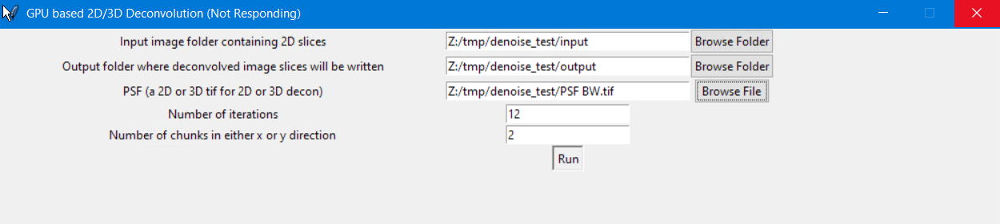 GPU based 2D/3D Deconvolution (Not Responding)
Input image folder containing 2D slices Z:/tmp/denoise_test/input Browse Folder
Output folder where deconvolved image slices will be written Z:/tmp/denoise_test/output Browse Folder
PSF (a 2D or 3D tif for 2D or 3D decon) Z:/tmp/denoise_test/PSF BW.tif Browse File
Number of iterations 12
Number of chunks in either x or y direction 2
Run